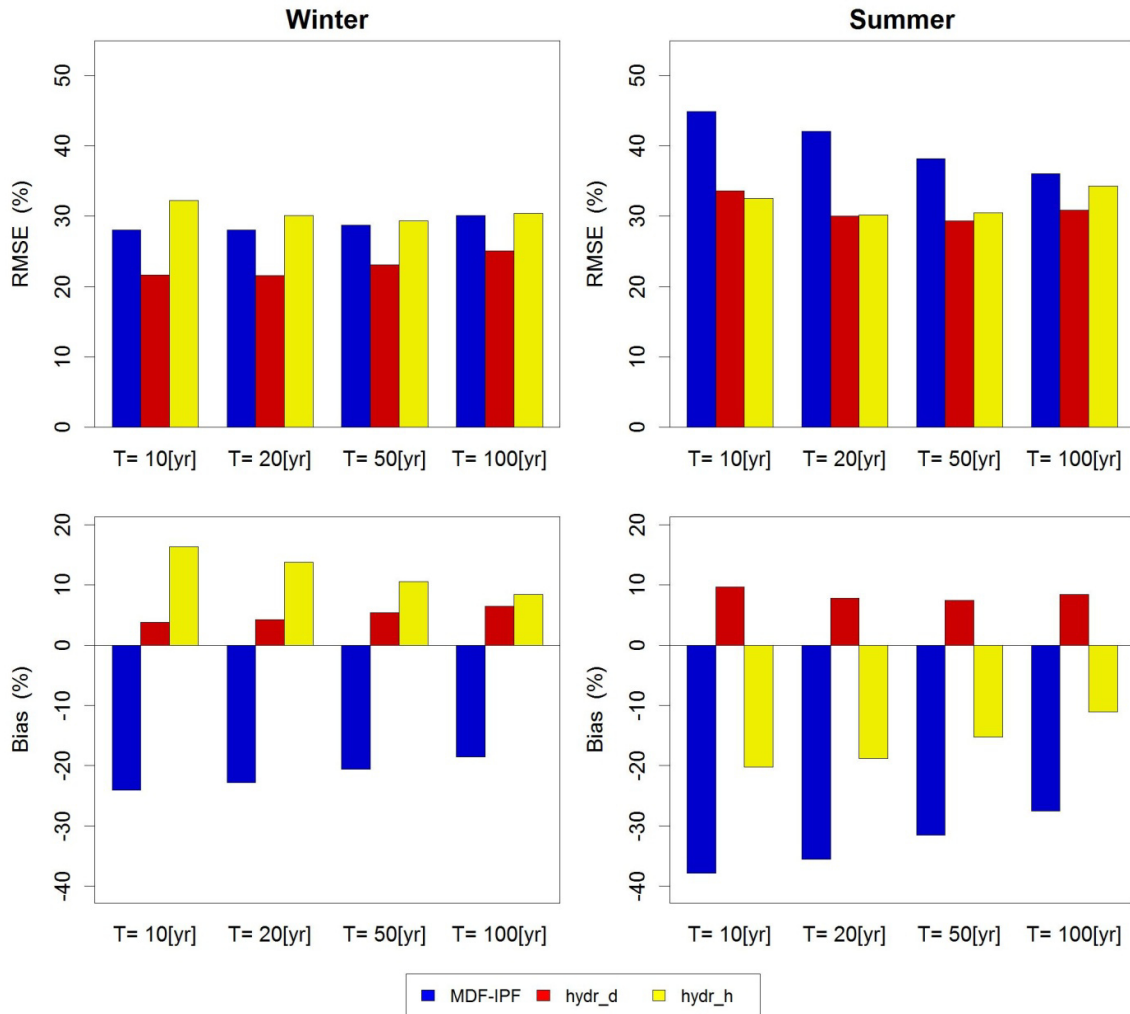 Winter
Summer
RMSE (%)
50
40
30
20
10
0
T= 10[yr] T= 20[yr] T= 50[yr] T= 100[yr]
RMSE (%)
50
40
30
20
10
0
T= 10[yr] T= 20[yr] T= 50[yr] T= 100[yr]
Bias (%)
20
10
0
-10
-20
-30
-40
T= 10[yr] T= 20[yr] T= 50[yr] T= 100[yr]
Bias (%)
20
10
0
-10
-20
-30
-40
T= 10[yr] T= 20[yr] T= 50[yr] T= 100[yr]
MDF-IPF hydr_d hydr_h